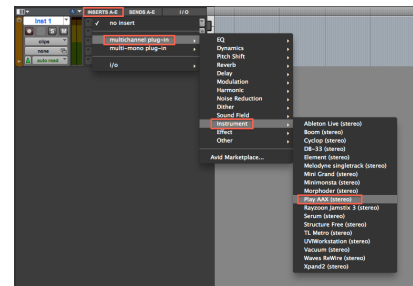 INSERTS A-E
SENDS A-E
I / O
Inst 1
S M
clips
none
auto read
✓ no insert
multichannel plug-in
multi-mono plug-in
I/o
EQ
Dynamics
Pitch Shift
Reverb
Delay
Modulation
Harmonic
Noise Reduction
Dither
Sound Field
Instrument
Effect
Other
Avid Marketplace...
Ableton Live (stereo)
Boom (stereo)
Cyclop (stereo)
DB-33 (stereo)
Element (stereo)
Melodyne singletrack (stereo)
Mini Grand (stereo)
Minimonsta (stereo)
Morphoder (stereo)
Play AAX (stereo)
Rayzoon Jamstix 3 (stereo)
Serum (stereo)
Structure Free (stereo)
TL Metro (stereo)
UVIWorkstation (stereo)
Vacuum (stereo)
Waves ReWire (stereo)
Xpand2 (stereo)